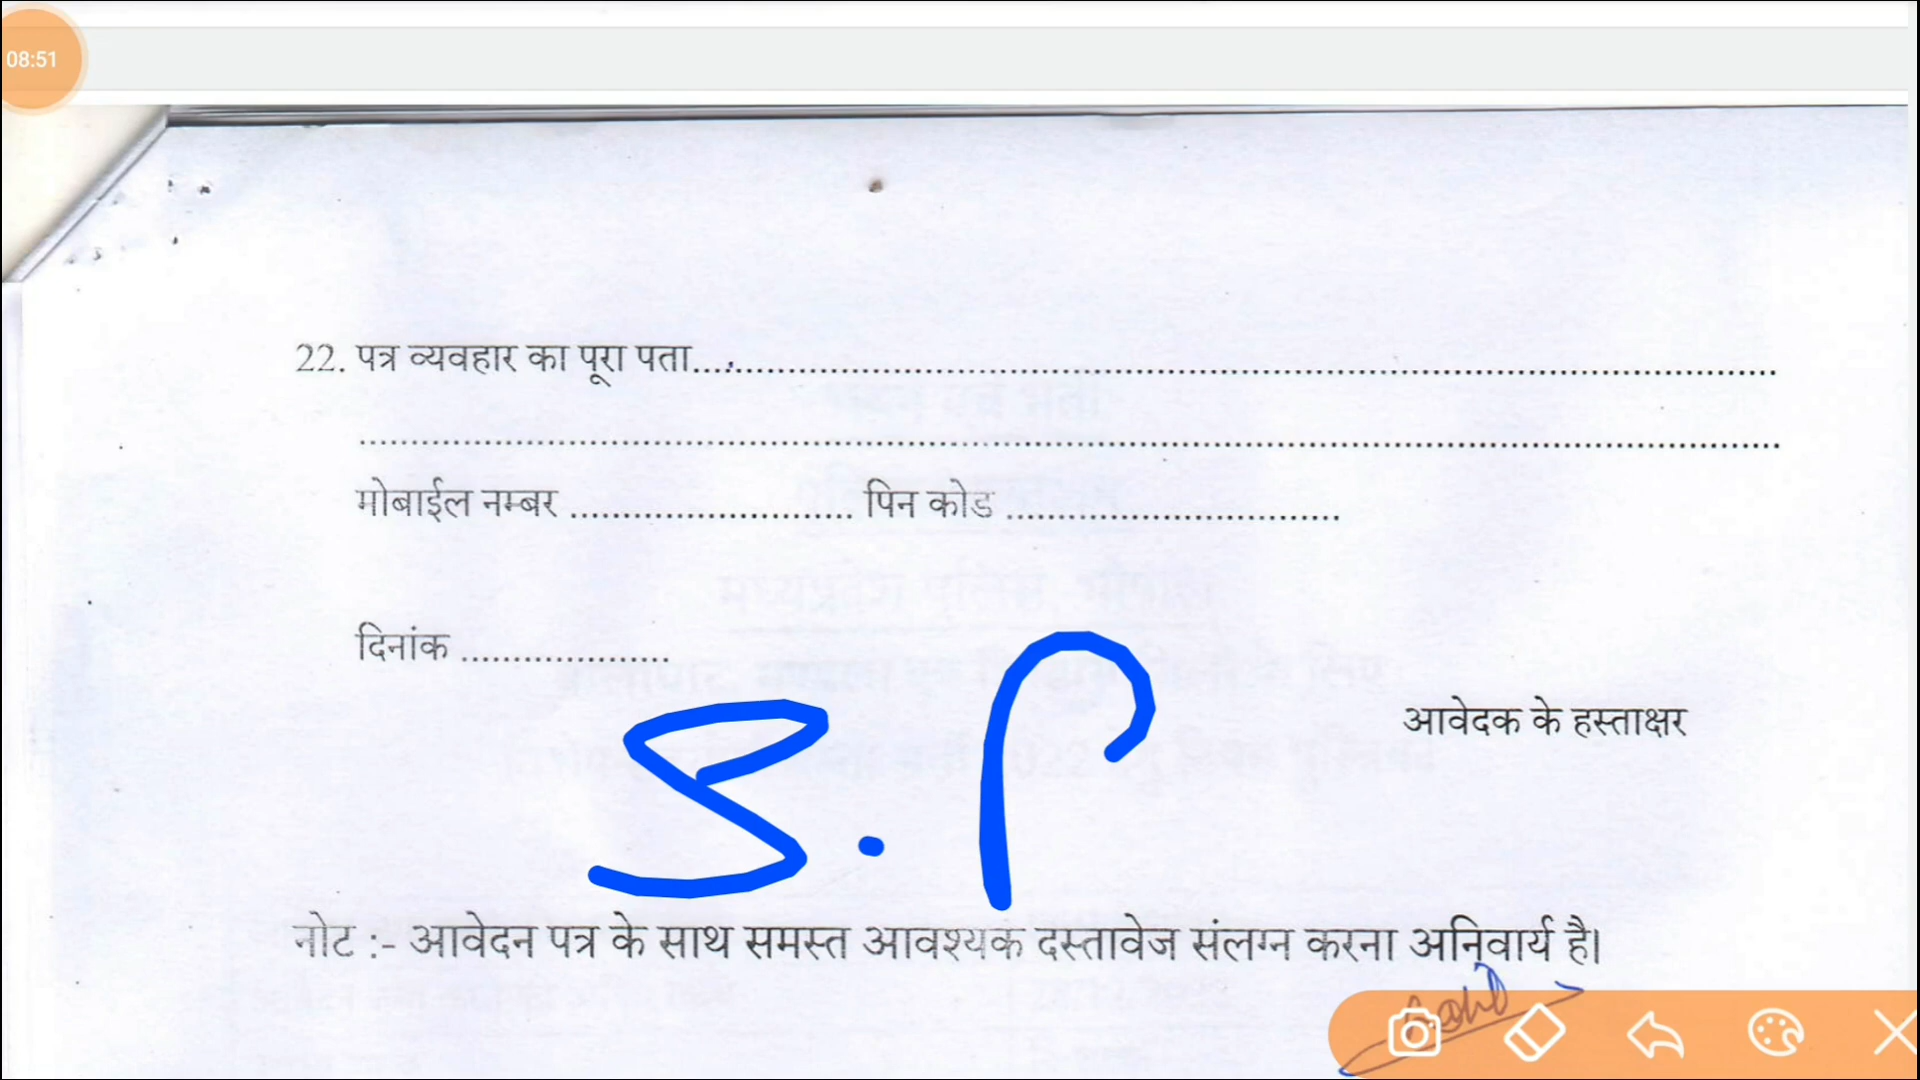 08:51
22. पत्र व्यवहार का पूरा पता....................
....................
मोबाईल नम्बर .................... पिन कोड ....................
दिनांक ....................
आवेदक के हस्ताक्षर
S.P
नोट :- आवेदन पत्र के साथ समस्त आवश्यक दस्तावेज संलग्न करना अनिवार्य है।